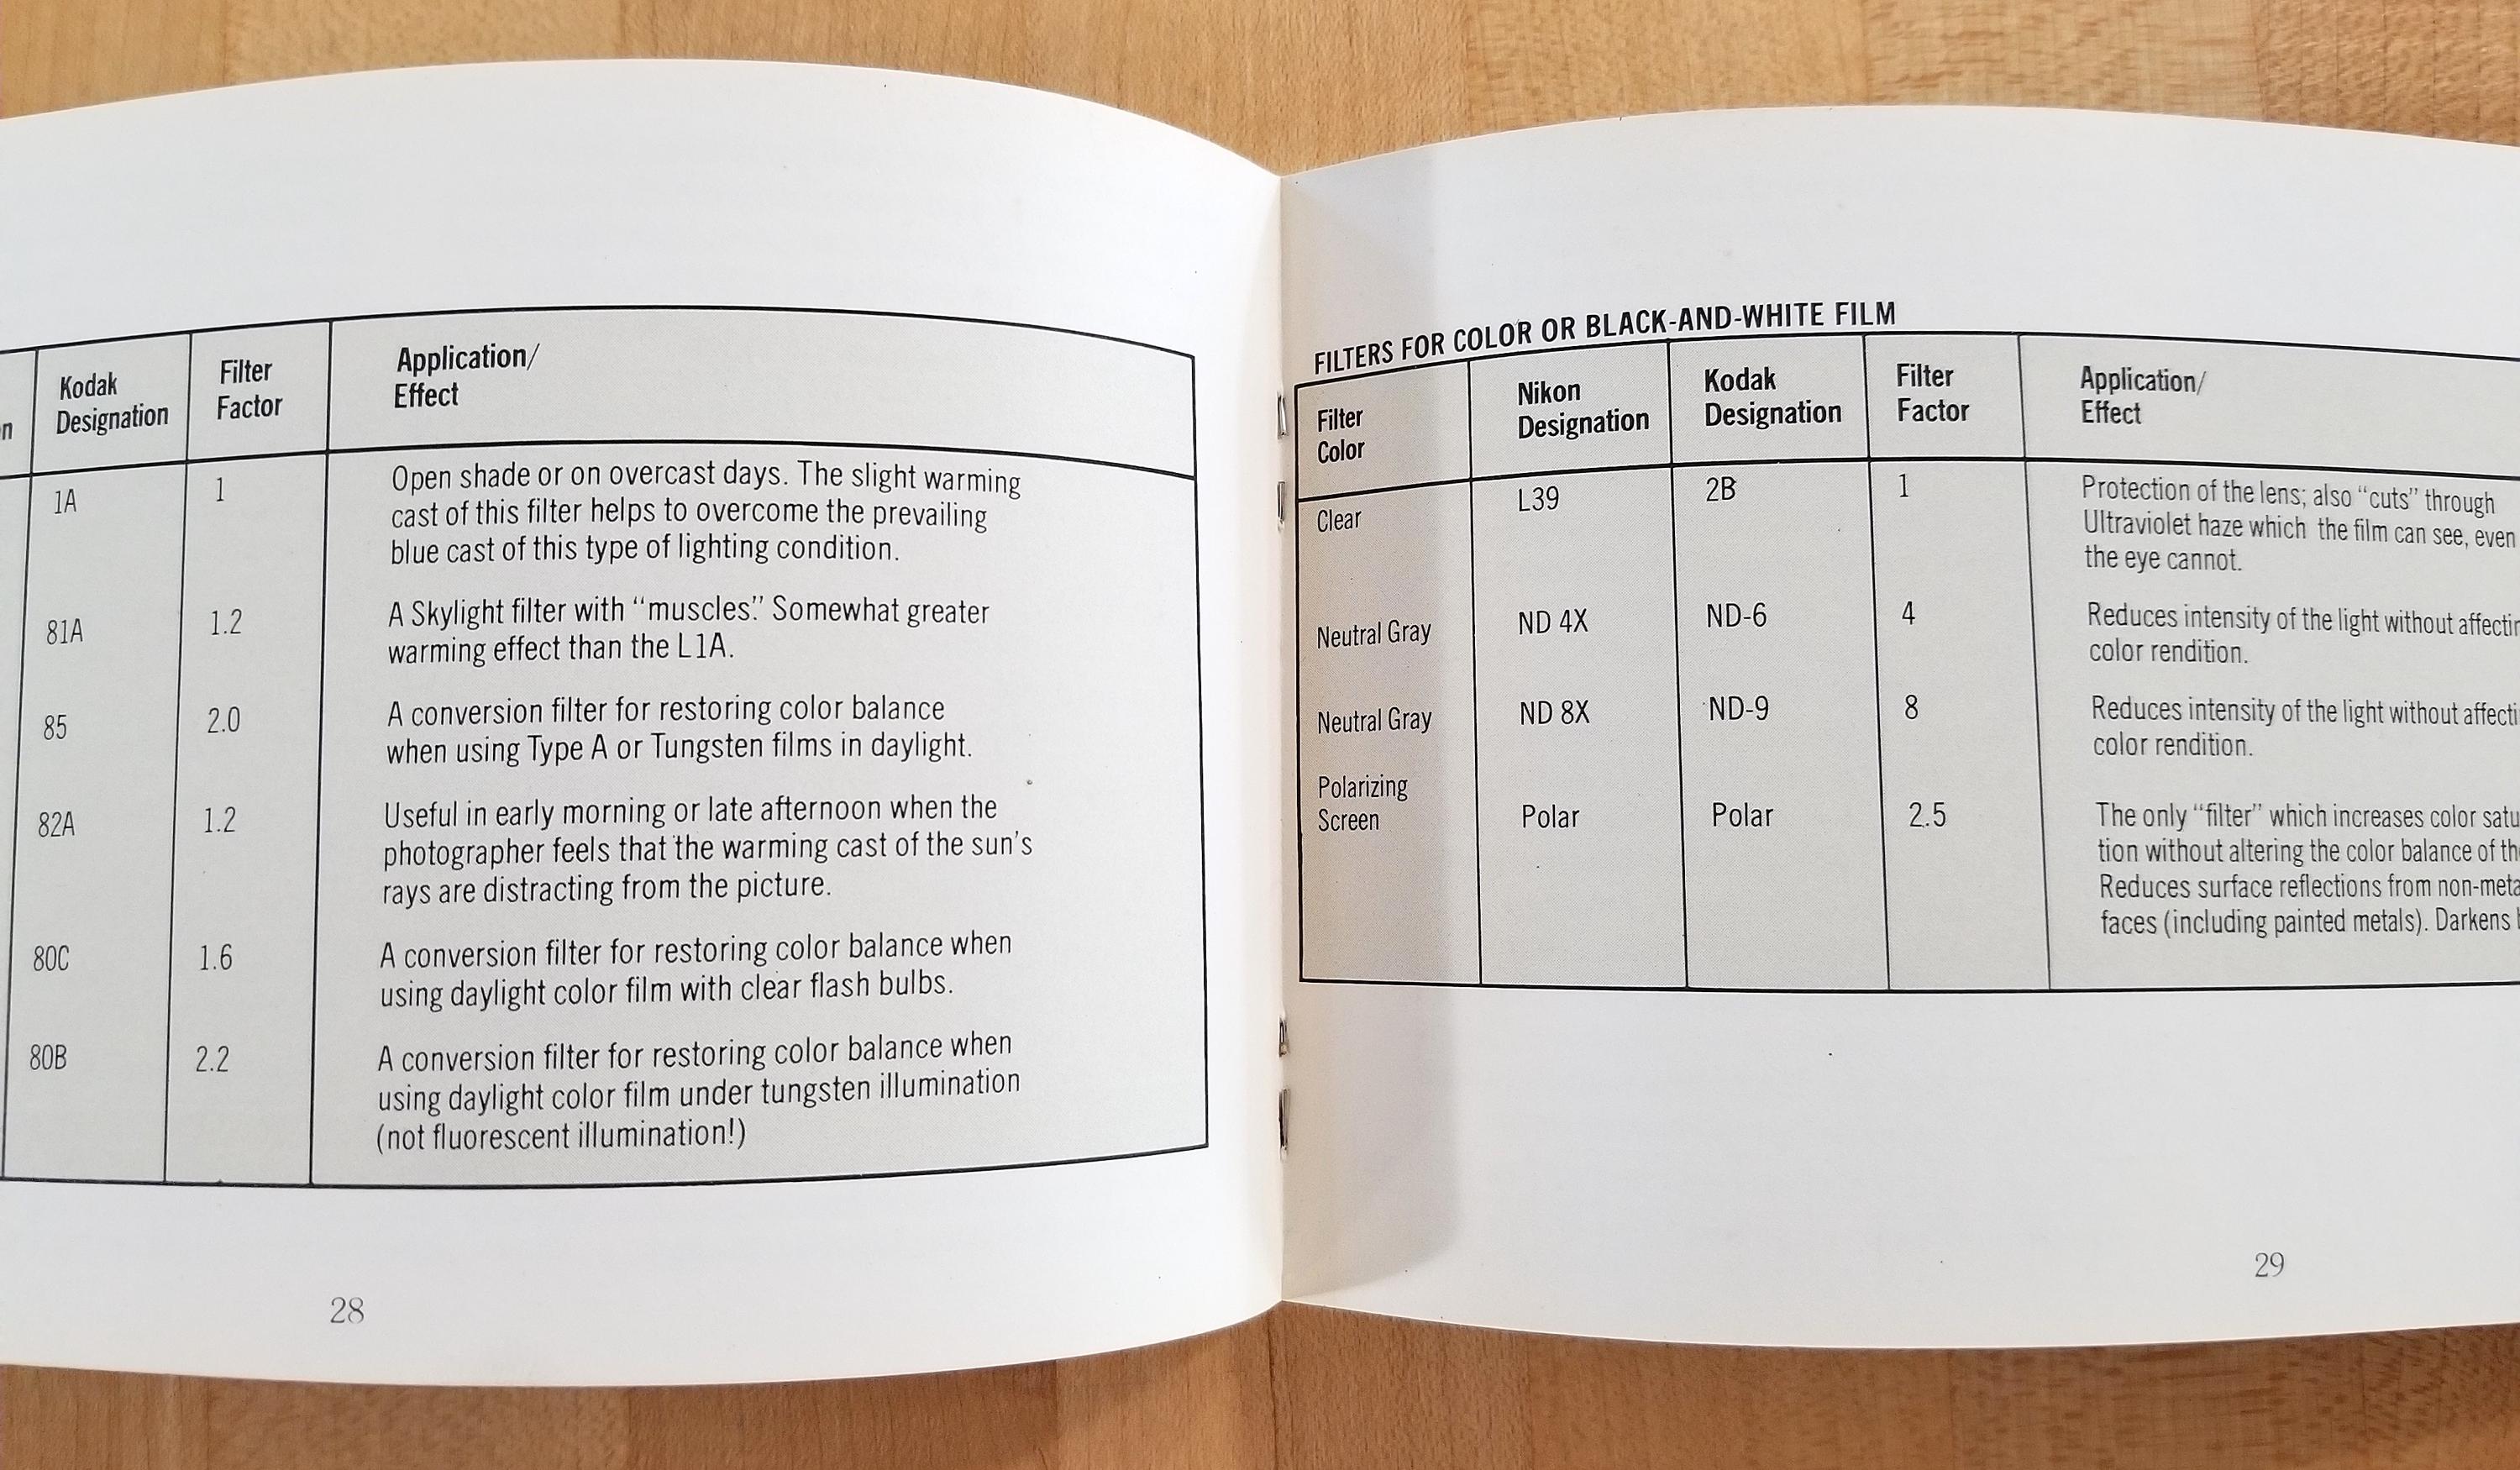 Kodak
Designation
Filter
Factor
Application/
Effect
1A
1
Open shade or on overcast days. The slight warming
cast of this filter helps to overcome the prevailing
blue cast of this type of lighting condition.
81A
1.2
A Skylight filter with “muscles.” Somewhat greater
warming effect than the L1A.
85
2.0
A conversion filter for restoring color balance
when using Type A or Tungsten films in daylight.
82A
1.2
Useful in early morning or late afternoon when the
photographer feels that the warming cast of the sun's
rays are distracting from the picture.
80C
1.6
A conversion filter for restoring color balance when
using daylight color film with clear flash bulbs.
80B
2.2
A conversion filter for restoring color balance when
using daylight color film under tungsten illumination
(not fluorescent illumination!)
28
FILTERS FOR COLOR OR BLACK-AND-WHITE FILM
Filter
Color
Nikon
Designation
Kodak
Designation
Filter
Factor
Application/
Effect
Clear
L39
2B
1
Protection of the lens; also “cuts” through
Ultraviolet haze which the film can see, even
the eye cannot.
Neutral Gray
ND 4X
ND-6
4
Reduces intensity of the light without
color rendition.
Neutral Gray
ND 8X
ND-9
8
Reduces intensity of the light without
color rendition.
Polarizing
Screen
Polar
Polar
2.5
The only “filter” which increases color
tion without altering the color balance of
Reduces surface reflections from
faces (including painted metals). Darkens
29